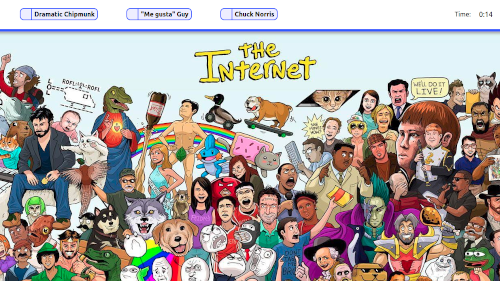 Dramatic Chipmunk
"Me gusta" Guy
Chuck Norris
Time: 0:14
the
Internet
ROFL:ROFL
WE'LL DO IT
LIVE!